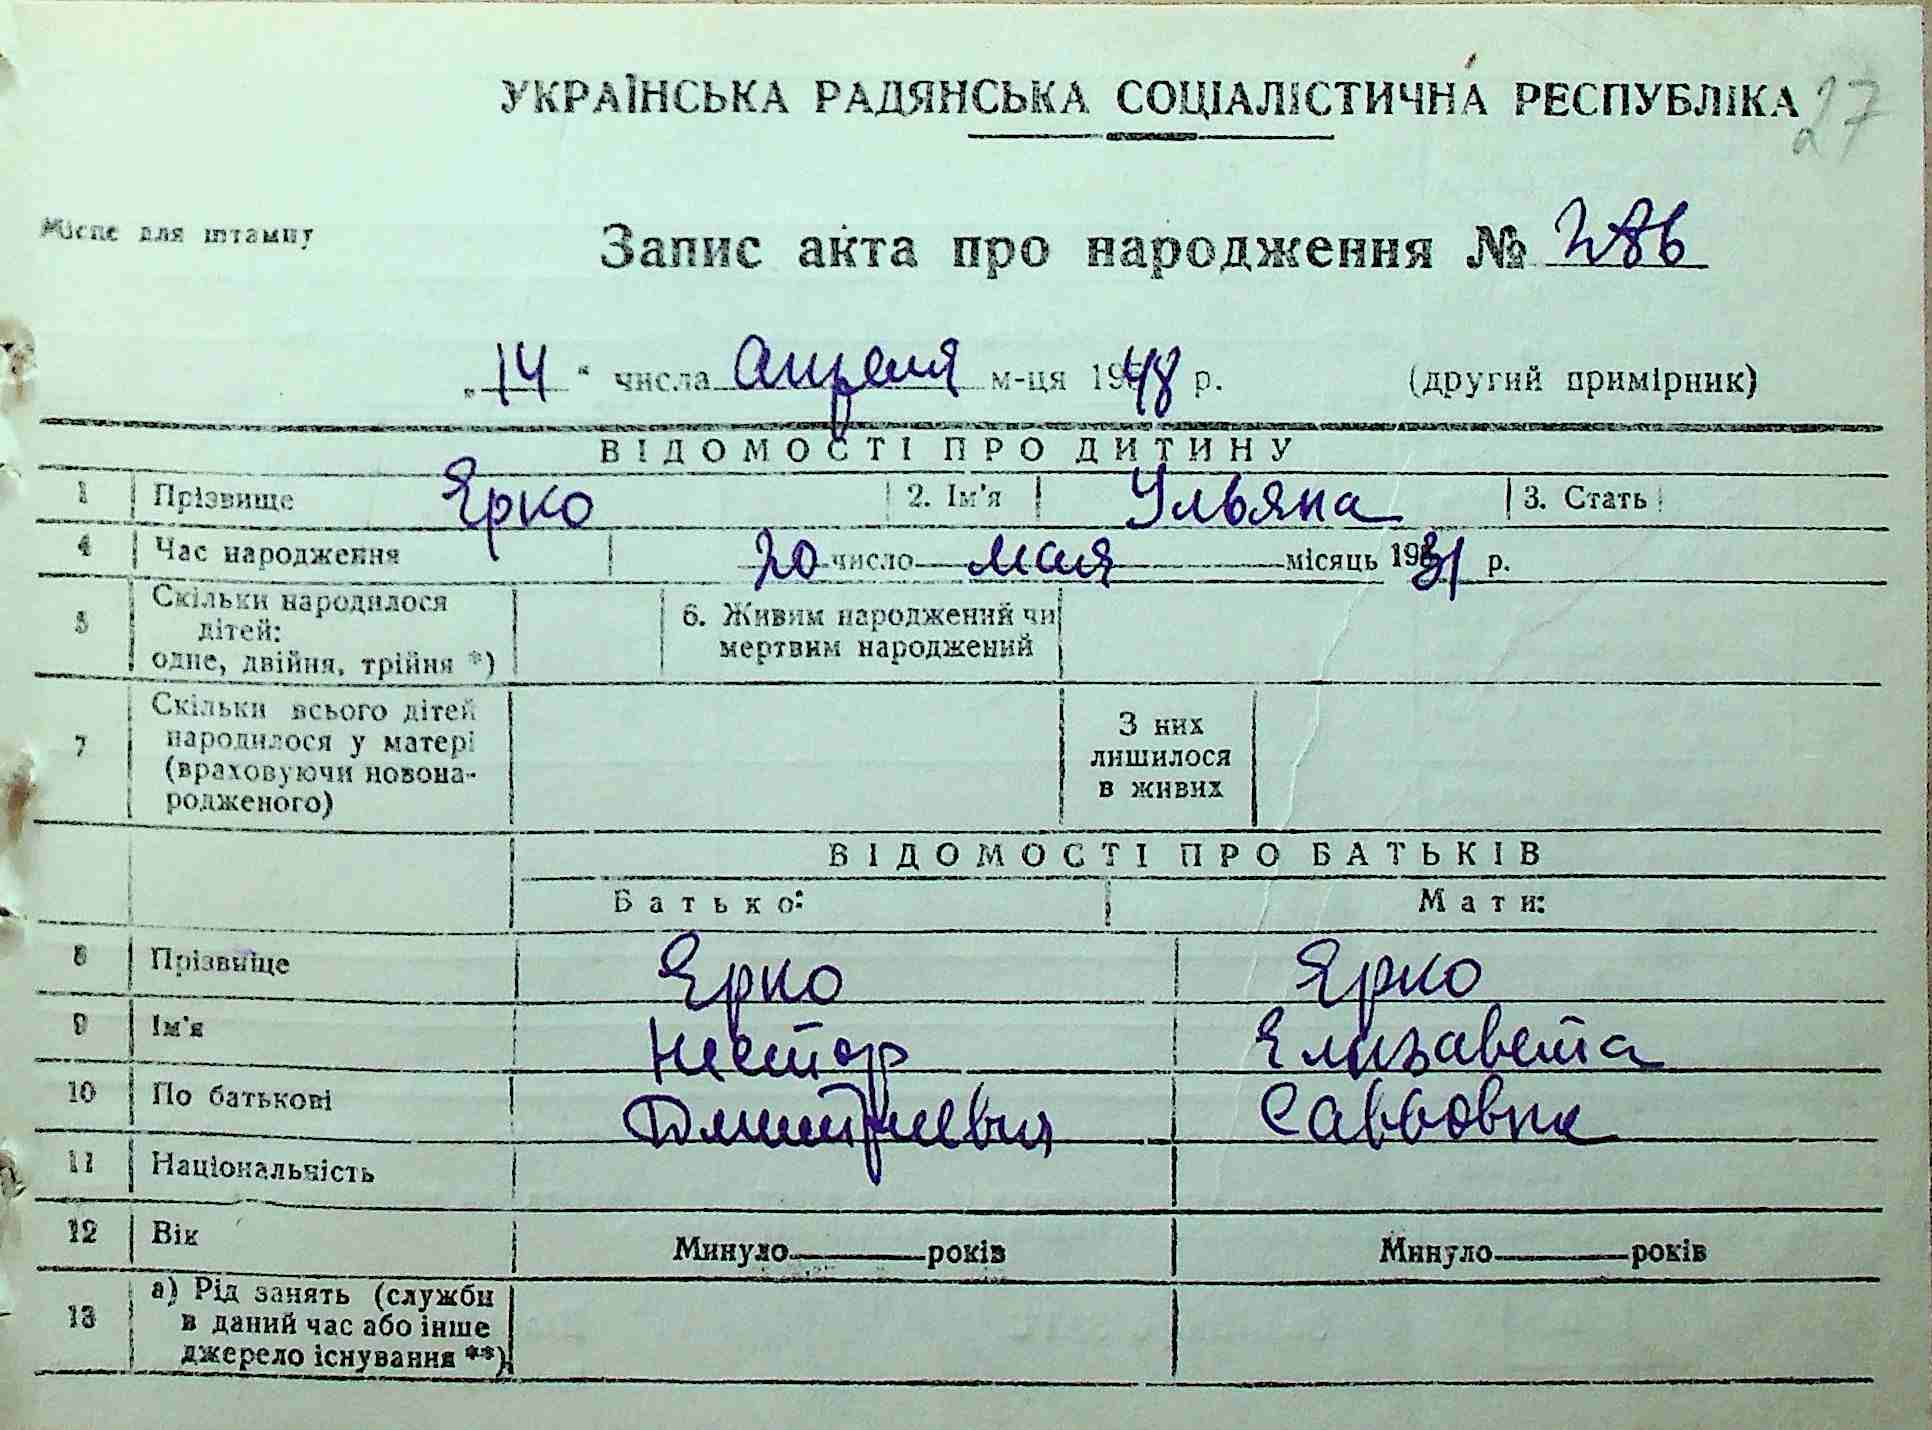 27
УКРАЇНСЬКА РАДЯНСЬКА СОЦІАЛІСТИЧНА РЕСПУБЛІКА
Місце для штампу
Запис акта про народження № 286
„14“ числа апреля м-ця 1948 р. (другий примірник)
ВІДОМОСТІ ПРО ДИТИНУ
1 Прізвище Ярко 2. Ім'я Ульяна 3. Стать
4 Час народження 20 число мая місяць 1931 р.
5 Скільки народилося
дітей:
одне, двійня, трійня *)
6. Живим народжений чи
мертвим народжений
7 Скільки всього дітей
народилося у матері
(враховуючи новона-
родженого)
З них
лишилося
в живих
ВІДОМОСТІ ПРО БАТЬКІВ
Батько: Мати:
8 Прізвище Ярко Ярко
9 Ім'я Нестор Елизавета
10 По батькові Дмитриевич Савовна
11 Національність
12 Вік Минуло років Минуло років
13 а) Рід занять (служби
в даний час або інше
джерело існування **)